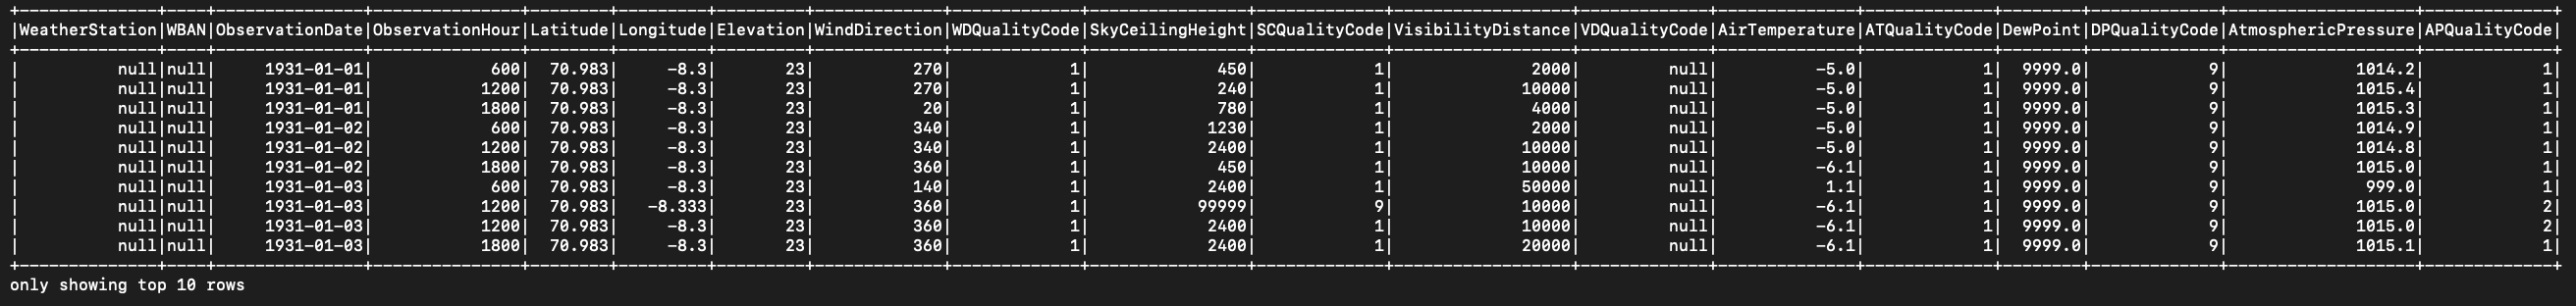 +--------------+----+---------------+---------------+--------+---------+---------+-------------+-------------+----------------+-------------+------------------+-------------+--------------+-------------+--------+-------------+-------------------+-------------+
|WeatherStation|WBAN|ObservationDate|ObservationHour|Latitude|Longitude|Elevation|WindDirection|WDQualityCode|SkyCeilingHeight|SCQualityCode|VisibilityDistance|VDQualityCode|AirTemperature|ATQualityCode|DewPoint|DPQualityCode|AtmosphericPressure|APQualityCode|
+--------------+----+---------------+---------------+--------+---------+---------+-------------+-------------+----------------+-------------+------------------+-------------+--------------+-------------+--------+-------------+-------------------+-------------+
|          null|null|     1931-01-01|            600|  70.983|     -8.3|       23|          270|            1|             450|            1|              2000|         null|          -5.0|            1|  9999.0|            9|             1014.2|            1|
|          null|null|     1931-01-01|           1200|  70.983|     -8.3|       23|          270|            1|             240|            1|             10000|         null|          -5.0|            1|  9999.0|            9|             1015.4|            1|
|          null|null|     1931-01-01|           1800|  70.983|     -8.3|       23|           20|            1|             780|            1|              4000|         null|          -5.0|            1|  9999.0|            9|             1015.3|            1|
|          null|null|     1931-01-02|            600|  70.983|     -8.3|       23|          340|            1|            1230|            1|              2000|         null|          -5.0|            1|  9999.0|            9|             1014.9|            1|
|          null|null|     1931-01-02|           1200|  70.983|     -8.3|       23|          340|            1|            2400|            1|             10000|         null|          -5.0|            1|  9999.0|            9|             1014.8|            1|
|          null|null|     1931-01-02|           1800|  70.983|     -8.3|       23|          360|            1|             450|            1|             10000|         null|          -6.1|            1|  9999.0|            9|             1015.0|            1|
|          null|null|     1931-01-03|            600|  70.983|     -8.3|       23|          140|            1|            2400|            1|             50000|         null|           1.1|            1|  9999.0|            9|              999.0|            1|
|          null|null|     1931-01-03|           1200|  70.983|   -8.333|       23|          360|            1|           99999|            9|             10000|         null|          -6.1|            1|  9999.0|            9|             1015.0|            2|
|          null|null|     1931-01-03|           1200|  70.983|     -8.3|       23|          360|            1|            2400|            1|             10000|         null|          -6.1|            1|  9999.0|            9|             1015.0|            2|
|          null|null|     1931-01-03|           1800|  70.983|     -8.3|       23|          360|            1|            2400|            1|             20000|         null|          -6.1|            1|  9999.0|            9|             1015.1|            1|
+--------------+----+---------------+---------------+--------+---------+---------+-------------+-------------+----------------+-------------+------------------+-------------+--------------+-------------+--------+-------------+-------------------+-------------+
only showing top 10 rows